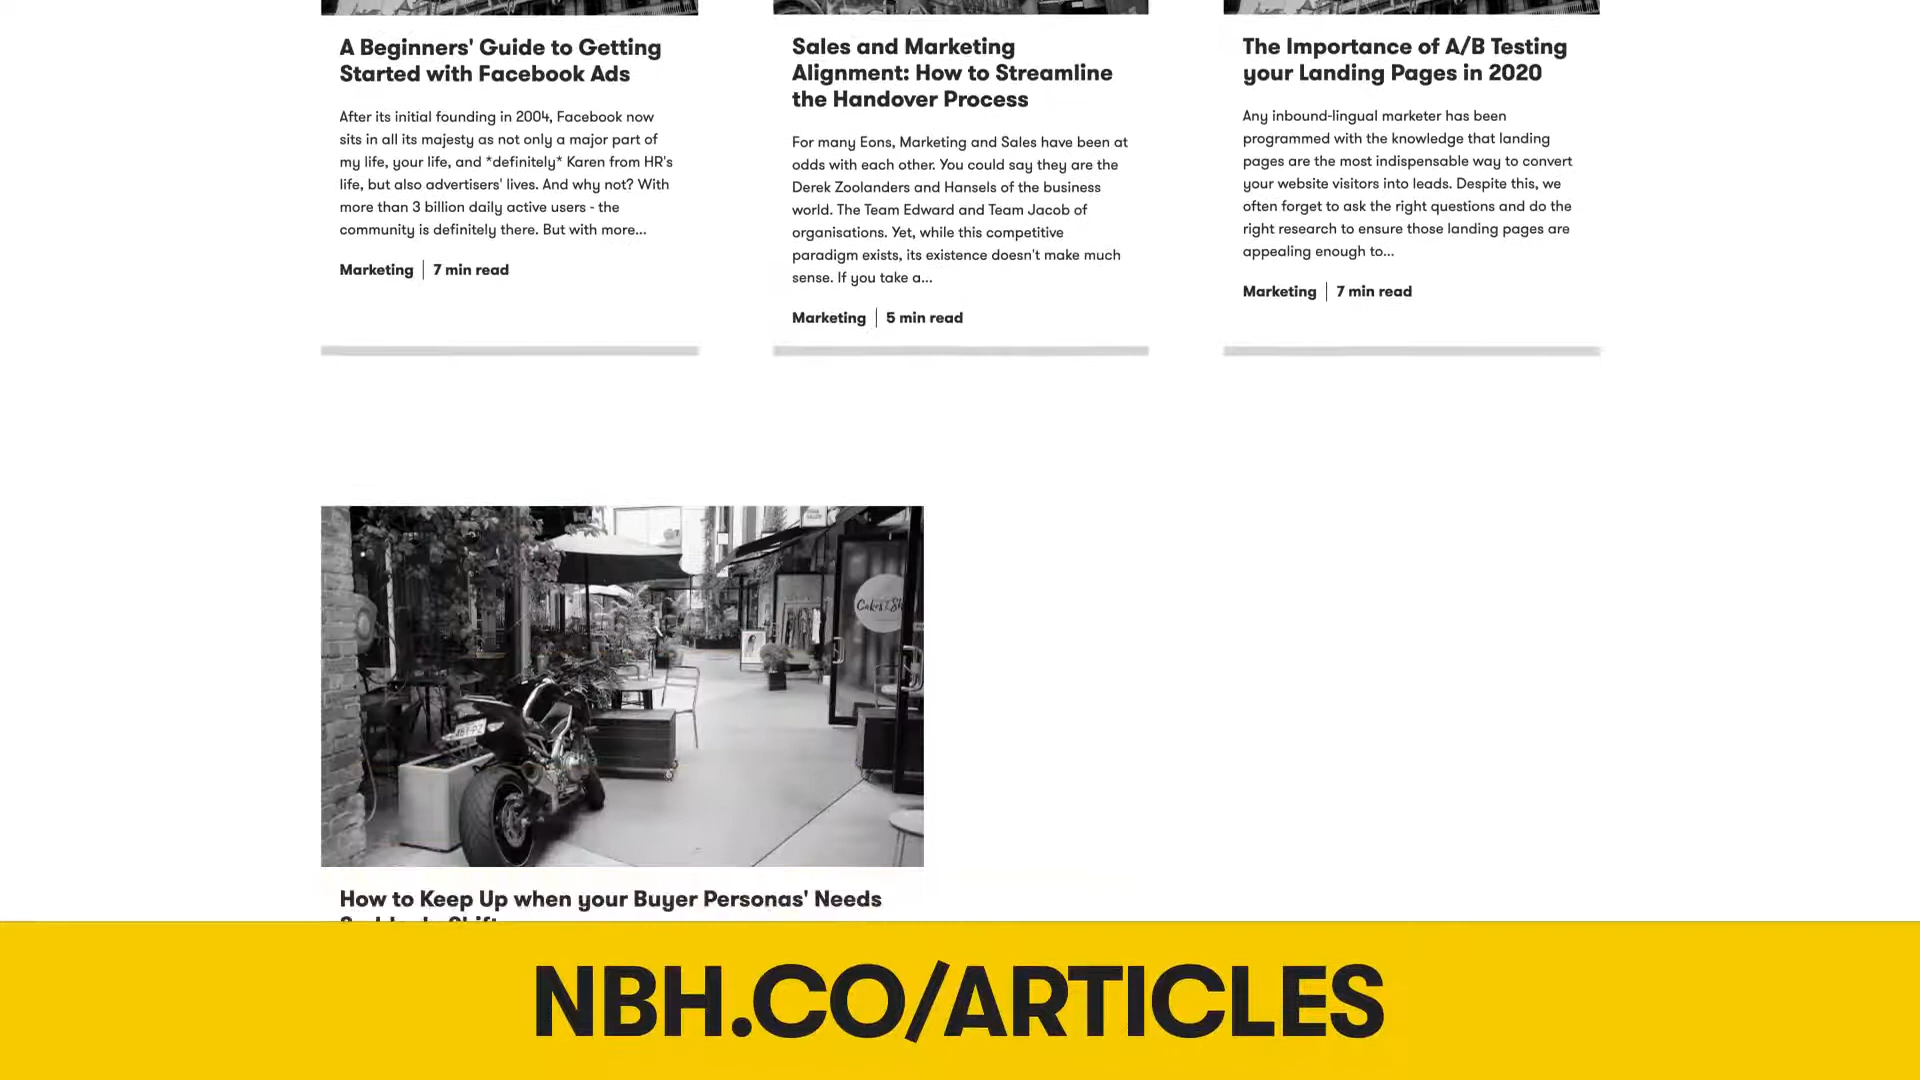 A Beginners' Guide to Getting
Started with Facebook Ads
After its initial founding in 2004, Facebook now
sits in all its majesty as not only a major part of
my life, your life, and *definitely* Karen from HR's
life, but also advertisers' lives. And why not? With
more than 3 billion daily active users - the
community is definitely there. But with more...
Marketing | 7 min read
Sales and Marketing
Alignment: How to Streamline
the Handover Process
For many Eons, Marketing and Sales have been at
odds with each other. You could say they are the
Derek Zoolanders and Hansels of the business
world. The Team Edward and Team Jacob of
organisations. Yet, while this competitive
paradigm exists, its existence doesn't make much
sense. If you take a...
Marketing | 5 min read
The Importance of A/B Testing
your Landing Pages in 2020
Any inbound-lingual marketer has been
programmed with the knowledge that landing
pages are the most indispensable way to convert
your website visitors into leads. Despite this, we
often forget to ask the right questions and do the
right research to ensure those landing pages are
appealing enough to...
Marketing | 7 min read
How to Keep Up when your Buyer Personas' Needs
NBH.CO/ARTICLES